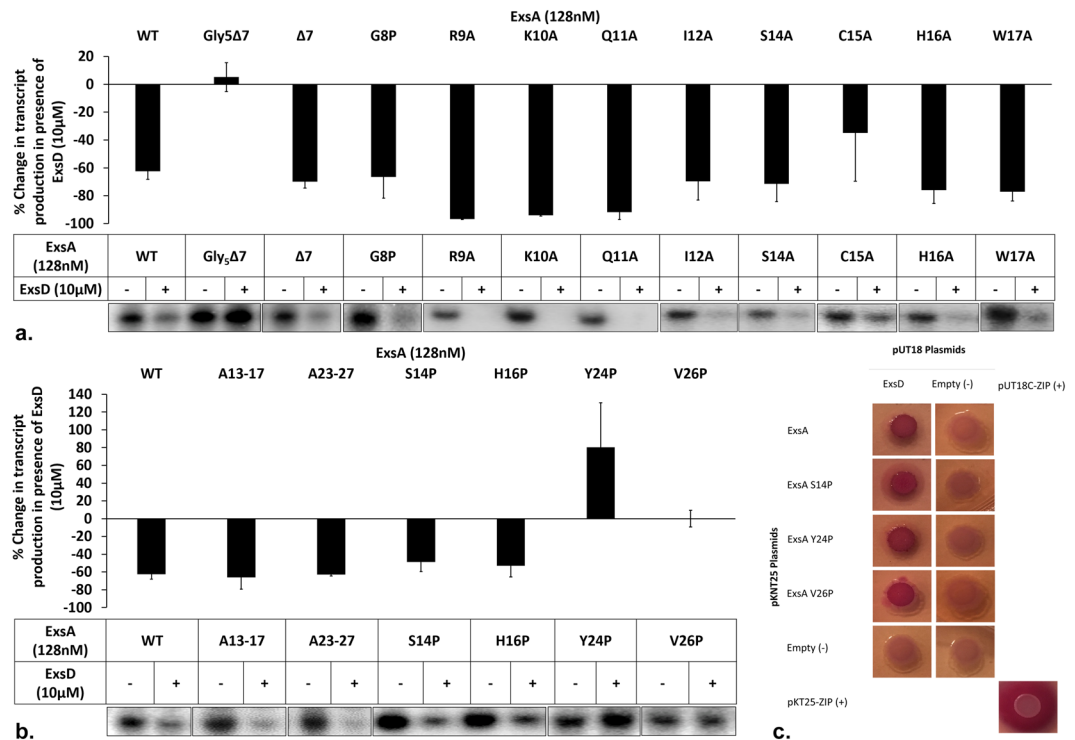 ExsA (128nM)
WT Gly5Δ7 Δ7 G8P R9A K10A Q11A I12A S14A C15A H16A W17A
% Change in transcript
production in presence of
ExsD (10μM)
20
0
-20
-40
-60
-80
-100
ExsA
(128nM)
WT Gly₅Δ7 Δ7 G8P R9A K10A Q11A I12A S14A C15A H16A W17A
ExsD (10μM) - + - + - + - + - + - + - + - + - + - + - + - +
a.
ExsA (128nM)
WT A13-17 A23-27 S14P H16P Y24P V26P
% Change in transcript
production in presence of ExsD
(10μM)
140
120
100
80
60
40
20
0
-20
-40
-60
-80
-100
ExsA
(128nM)
WT A13-17 A23-27 S14P H16P Y24P V26P
ExsD
(10μM)
- + - + - + - + - + - + - +
b.
pUT18 Plasmids
ExsD Empty (-) pUT18C-ZIP (+)
pKNT25 Plasmids
ExsA
ExsA S14P
ExsA Y24P
ExsA V26P
Empty (-)
pKT25-ZIP (+)
c.